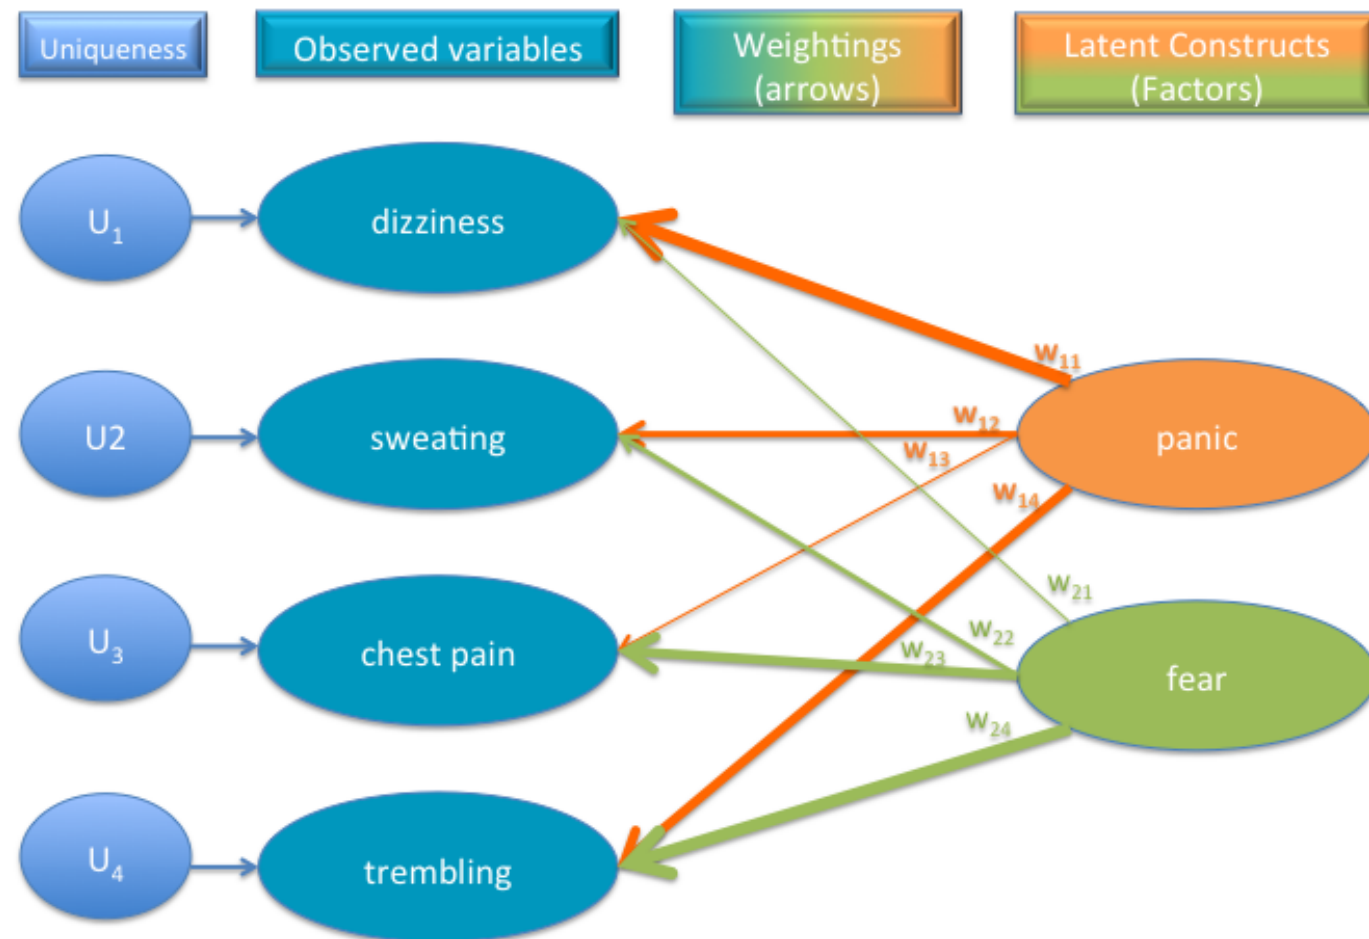 Uniqueness
Observed variables
Weightings
(arrows)
Latent Constructs
(Factors)
U1
dizziness
w11
U2
sweating
w12
w13
panic
w14
w21
U3
chest pain
w22
w23
fear
w24
U4
trembling